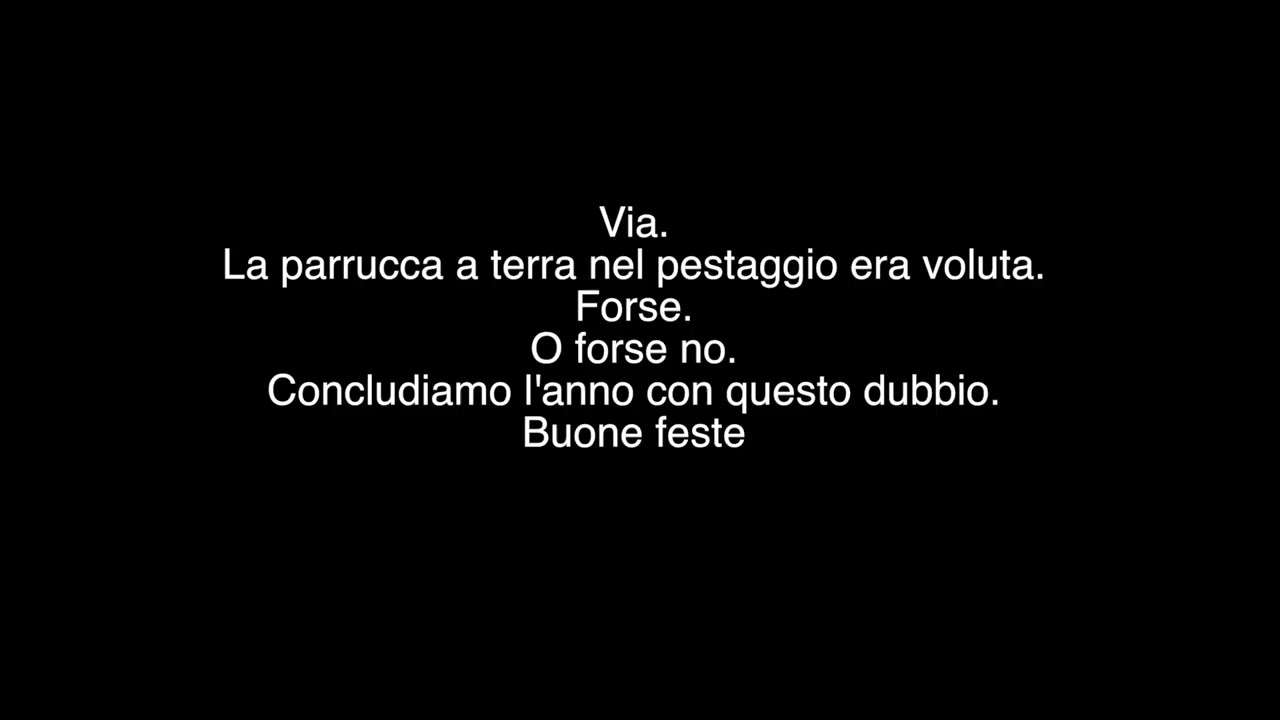 Via.
La parrucca a terra nel pestaggio era voluta.
Forse.
O forse no.
Concludiamo l'anno con questo dubbio.
Buone feste